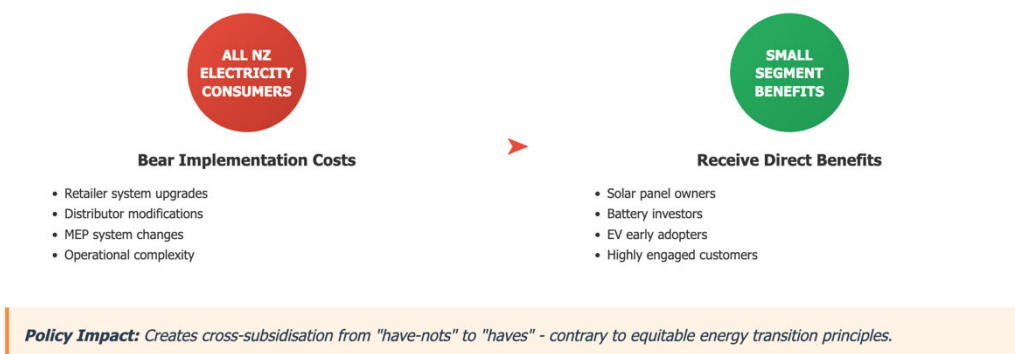 ALL NZ
ELECTRICITY
CONSUMERS
Bear Implementation Costs
• Retailer system upgrades
• Distributor modifications
• MEP system changes
• Operational complexity
SMALL
SEGMENT
BENEFITS
Receive Direct Benefits
• Solar panel owners
• Battery investors
• EV early adopters
• Highly engaged customers
Policy Impact: Creates cross-subsidisation from "have-nots" to "haves" - contrary to equitable energy transition principles.